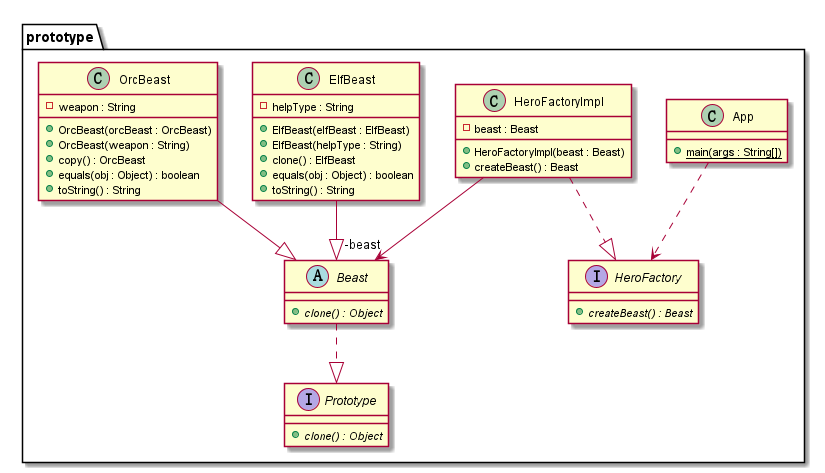 prototype
C OrcBeast
weapon : String
OrcBeast(orcBeast : OrcBeast)
OrcBeast(weapon : String)
copy() : OrcBeast
equals(obj : Object) : boolean
toString() : String
C ElfBeast
helpType : String
ElfBeast(elfBeast : ElfBeast)
ElfBeast(helpType : String)
clone() : ElfBeast
equals(obj : Object) : boolean
toString() : String
C HeroFactoryImpl
beast : Beast
HeroFactoryImpl(beast : Beast)
createBeast() : Beast
C App
main(args : String[])
-beast
A Beast
clone() : Object
I HeroFactory
createBeast() : Beast
I Prototype
clone() : Object